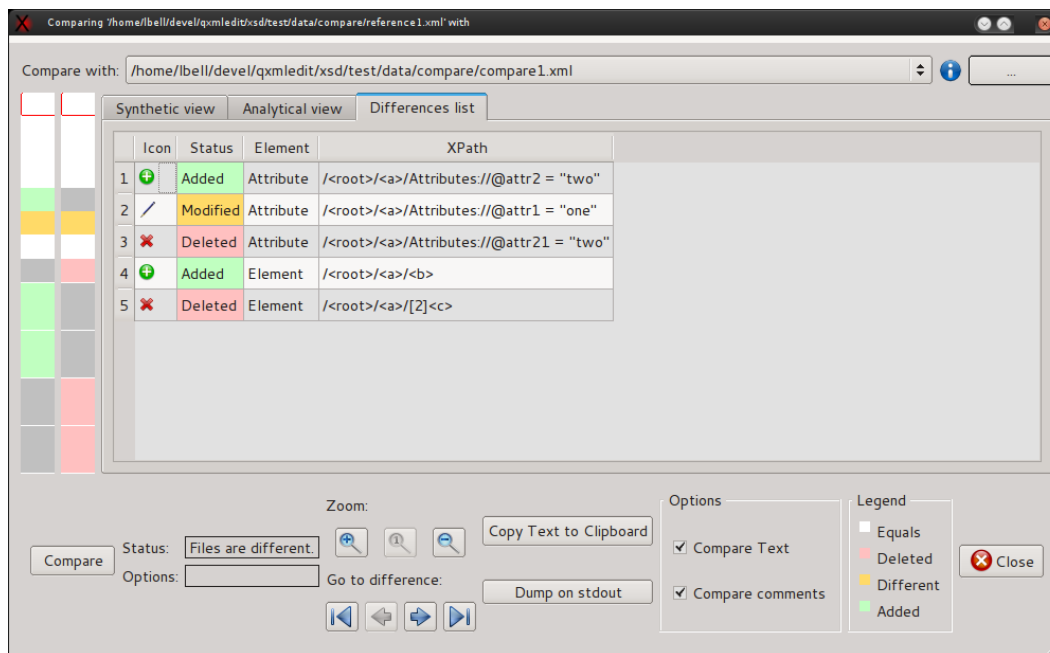 Comparing '/home/lbell/devel/qxmledit/xsd/test/data/compare/reference1.xml' with
Compare with: /home/lbell/devel/qxmledit/xsd/test/data/compare/compare1.xml ...
Synthetic view Analytical view Differences list
Icon Status Element XPath
1 Added Attribute /<root>/<a>/Attributes://@attr2 = "two"
2 Modified Attribute /<root>/<a>/Attributes://@attr1 = "one"
3 Deleted Attribute /<root>/<a>/Attributes://@attr21 = "two"
4 Added Element /<root>/<a>/<b>
5 Deleted Element /<root>/<a>/[2]<c>
Compare
Status: Files are different.
Options:
Zoom:
Go to difference:
Copy Text to Clipboard
Dump on stdout
Options
Compare Text
Compare comments
Legend
Equals
Deleted
Different
Added
Close